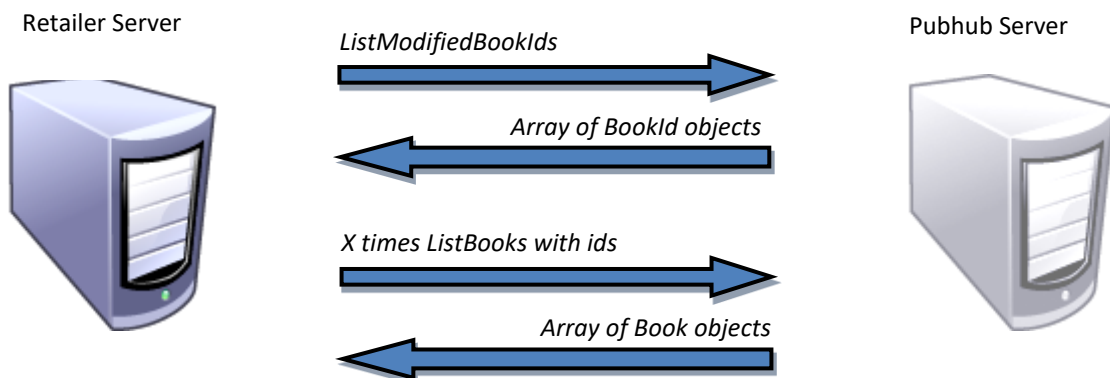 Retailer Server
Pubhub Server
ListModifiedBookIds
Array of BookId objects
X times ListBooks with ids
Array of Book objects